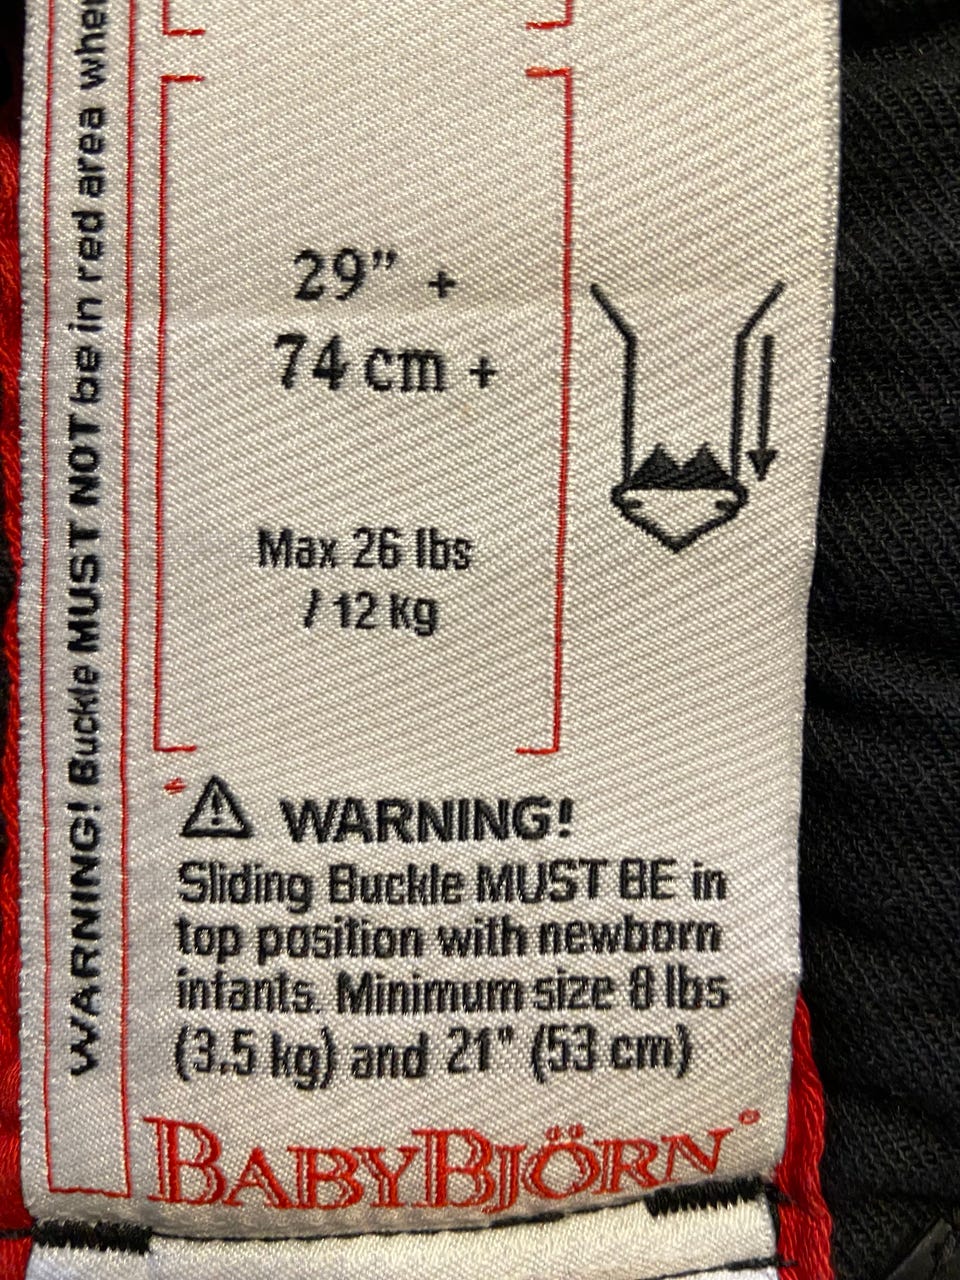 WARNING! Buckle MUST NOT be in red area when
29" +
74 cm +
Max 26 lbs
/ 12 kg
WARNING!
Sliding Buckle MUST BE in
top position with newborn
infants. Minimum size 8 lbs
(3.5 kg) and 21" (53 cm)
BABYBJÖRN